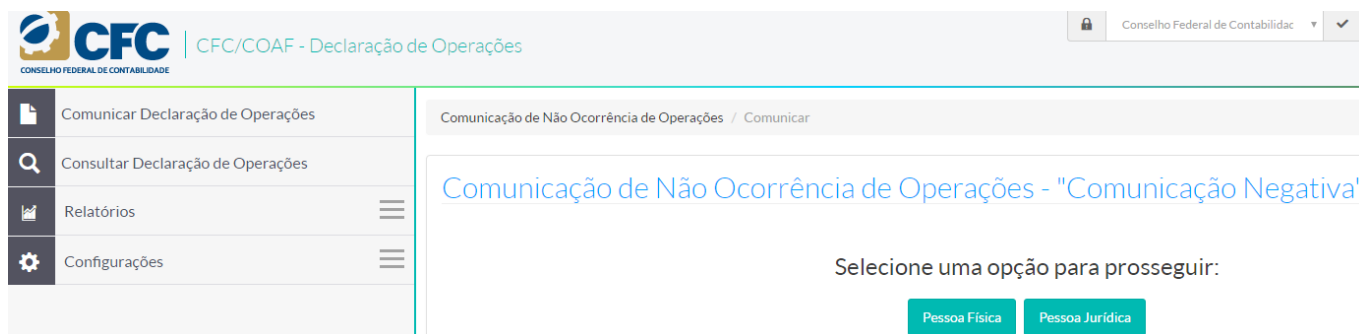 CFC
CONSELHO FEDERAL DE CONTABILIDADE
CFC/COAF - Declaração de Operações
Conselho Federal de Contabilidac
Comunicar Declaração de Operações
Consultar Declaração de Operações
Relatórios
Configurações
Comunicação de Não Ocorrência de Operações / Comunicar
Comunicação de Não Ocorrência de Operações - "Comunicação Negativa"
Selecione uma opção para prosseguir:
Pessoa Física
Pessoa Jurídica